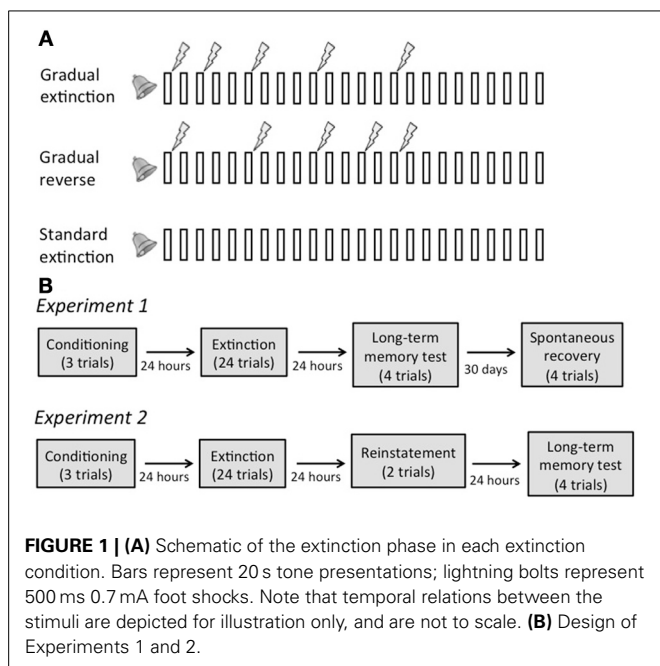 A
Gradual
extinction
Gradual
reverse
Standard
extinction
B
Experiment 1
Conditioning
(3 trials)
24 hours
Extinction
(24 trials)
24 hours
Long-term
memory test
(4 trials)
30 days
Spontaneous
recovery
(4 trials)
Experiment 2
Conditioning
(3 trials)
24 hours
Extinction
(24 trials)
24 hours
Reinstatement
(2 trials)
24 hours
Long-term
memory test
(4 trials)
FIGURE 1 | (A) Schematic of the extinction phase in each extinction
condition. Bars represent 20 s tone presentations; lightning bolts represent
500 ms 0.7 mA foot shocks. Note that temporal relations between the
stimuli are depicted for illustration only, and are not to scale. (B) Design of
Experiments 1 and 2.